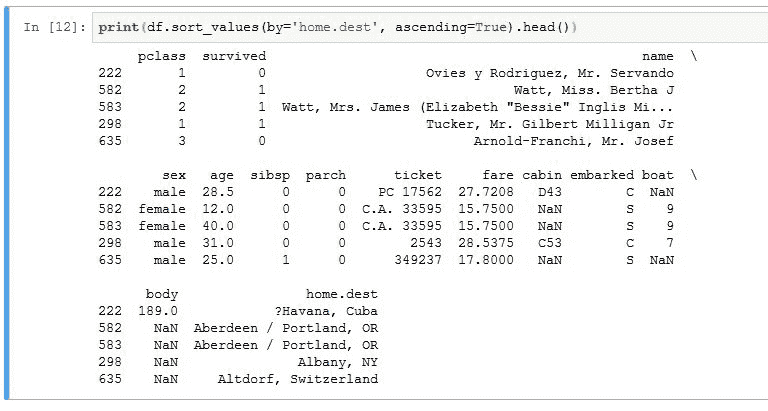 In [12]: print(df.sort_values(by='home.dest', ascending=True).head())
pclass survived name \
222 1 0 Ovies y Rodriguez, Mr. Servando
582 2 1 Watt, Miss. Bertha J
583 2 1 Watt, Mrs. James (Elizabeth "Bessie" Inglis Mi...
298 1 1 Tucker, Mr. Gilbert Milligan Jr
635 3 0 Arnold-Franchi, Mr. Josef
sex age sibsp parch ticket fare cabin embarked boat \
222 male 28.5 0 0 PC 17562 27.7208 D43 C NaN
582 female 12.0 0 0 C.A. 33595 15.7500 NaN S 9
583 female 40.0 0 0 C.A. 33595 15.7500 NaN S 9
298 male 31.0 0 0 2543 28.5375 C53 C 7
635 male 25.0 1 0 349237 17.8000 NaN S NaN
body home.dest
222 189.0 ?Havana, Cuba
582 NaN Aberdeen / Portland, OR
583 NaN Aberdeen / Portland, OR
298 NaN Albany, NY
635 NaN Altdorf, Switzerland